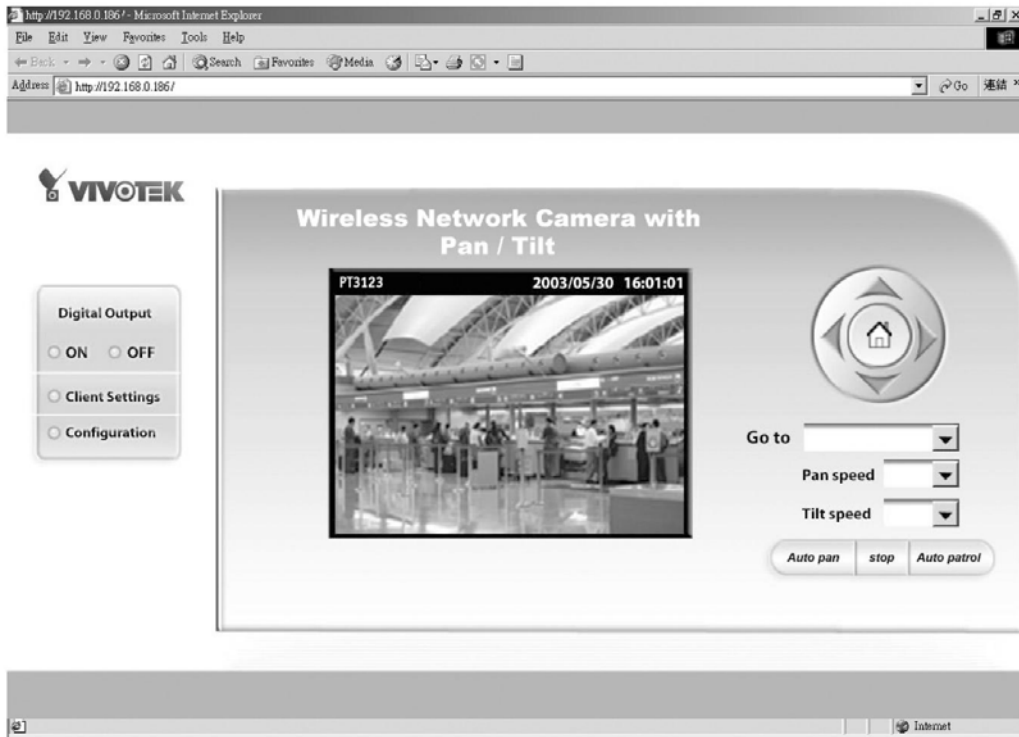 http://192.168.0.186/ - Microsoft Internet Explorer
File Edit View Favorites Tools Help
Back Search Favorites Media
Address http://192.168.0.186/ Go 連結 »
VIVOTEK
Wireless Network Camera with
Pan / Tilt
PT3123 2003/05/30 16:01:01
Digital Output
ON OFF
Client Settings
Configuration
Go to
Pan speed
Tilt speed
Auto pan stop Auto patrol
Internet